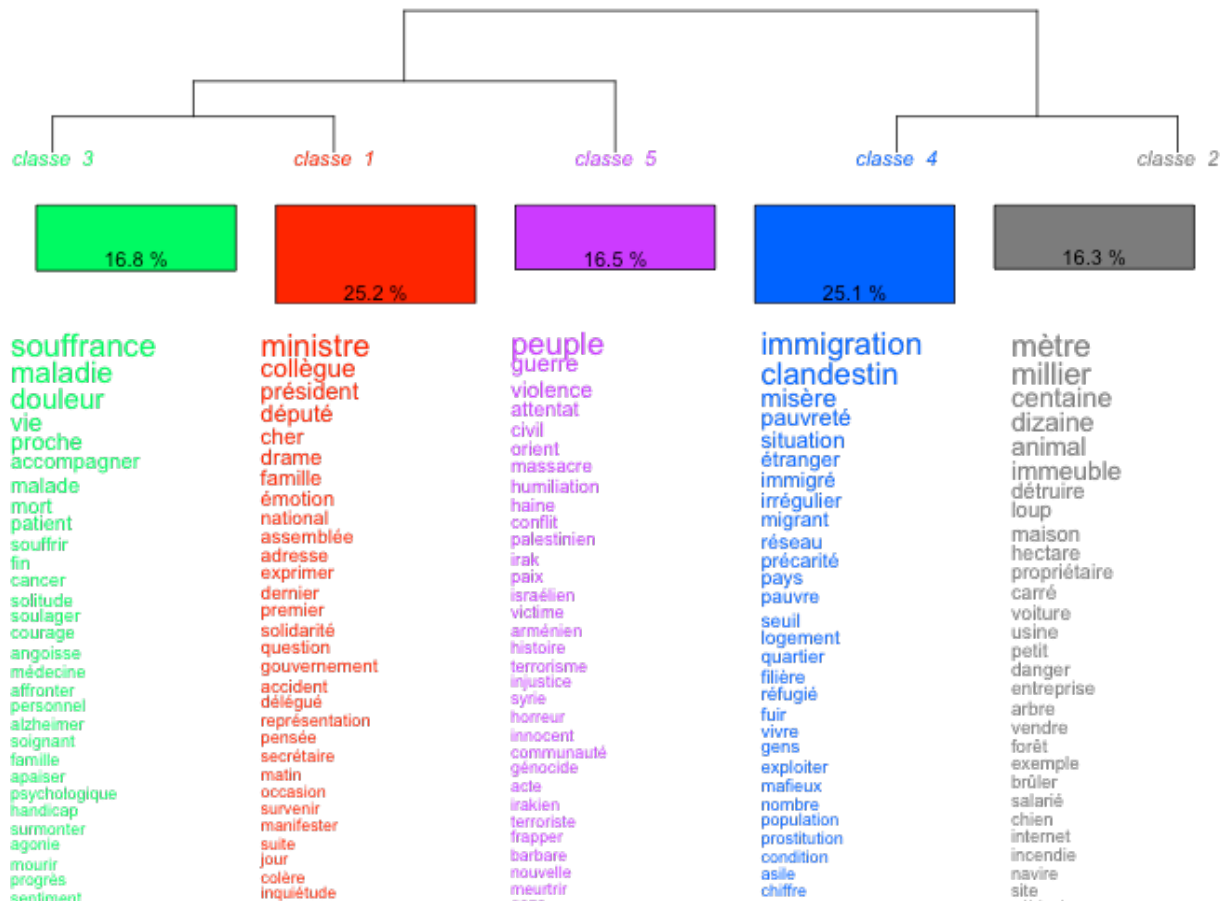 classe 3
classe 1
classe 5
classe 4
classe 2
16.8 %
25.2 %
16.5 %
25.1 %
16.3 %
souffrance
maladie
douleur
vie
proche
accompagner
malade
mort
patient
souffrir
fin
cancer
solitude
soulager
courage
angoisse
médecine
affronter
personnel
alzheimer
soignant
famille
apaiser
psychologique
handicap
surmonter
agonie
mourir
progrès
sentiment
ministre
collègue
président
député
cher
drame
famille
émotion
national
assemblée
adresse
exprimer
dernier
premier
solidarité
question
gouvernement
accident
délégué
représentation
pensée
secrétaire
matin
occasion
survenir
manifester
suite
jour
colère
inquiétude
peuple
guerre
violence
attentat
civil
orient
massacre
humiliation
haine
conflit
palestinien
irak
paix
israélien
victime
arménien
histoire
terrorisme
injustice
syrie
horreur
innocent
communauté
génocide
acte
irakien
terroriste
frapper
barbare
nouvelle
meurtrir
immigration
clandestin
misère
pauvreté
situation
étranger
immigré
irrégulier
migrant
réseau
précarité
pays
pauvre
seuil
logement
quartier
filière
réfugié
fuir
vivre
gens
exploiter
mafieux
nombre
population
prostitution
condition
asile
chiffre
mètre
millier
centaine
dizaine
animal
immeuble
détruire
loup
maison
hectare
propriétaire
carré
voiture
usine
petit
danger
entreprise
arbre
vendre
forêt
exemple
brûler
salarié
chien
internet
incendie
navire
site